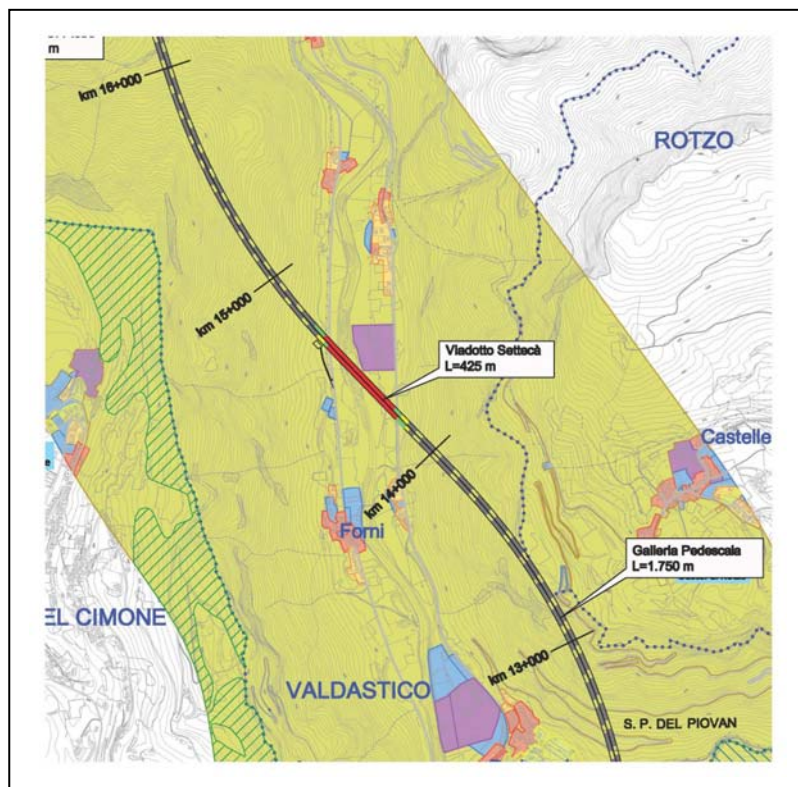 m
km 16+000
ROTZO
km 15+000
Viadotto Settecà
L=425 m
Castelle
km 14+000
Forni
Galleria Pedescala
L=1.750 m
EL CIMONE
km 13+000
VALDASTICO
S. P. DEL PIOVAN